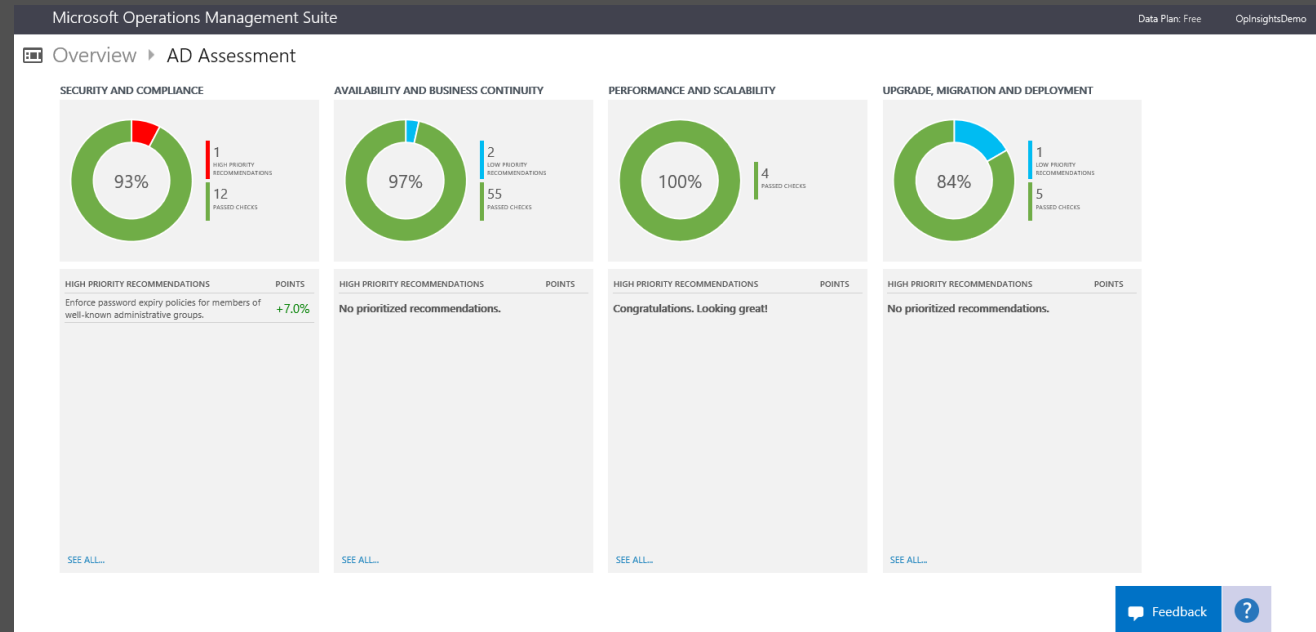 Microsoft Operations Management Suite
Data Plan: Free
OpInsightsDemo
Overview
AD Assessment
SECURITY AND COMPLIANCE
93%
1
HIGH PRIORITY
RECOMMENDATIONS
12
PASSED CHECKS
HIGH PRIORITY RECOMMENDATIONS
POINTS
Enforce password expiry policies for members of
well-known administrative groups.
+7.0%
SEE ALL...
AVAILABILITY AND BUSINESS CONTINUITY
97%
2
LOW PRIORITY
RECOMMENDATIONS
55
PASSED CHECKS
HIGH PRIORITY RECOMMENDATIONS
POINTS
No prioritized recommendations.
SEE ALL...
PERFORMANCE AND SCALABILITY
100%
4
PASSED CHECKS
HIGH PRIORITY RECOMMENDATIONS
POINTS
Congratulations. Looking great!
SEE ALL...
UPGRADE, MIGRATION AND DEPLOYMENT
84%
1
LOW PRIORITY
RECOMMENDATIONS
5
PASSED CHECKS
HIGH PRIORITY RECOMMENDATIONS
POINTS
No prioritized recommendations.
SEE ALL...
Feedback
?